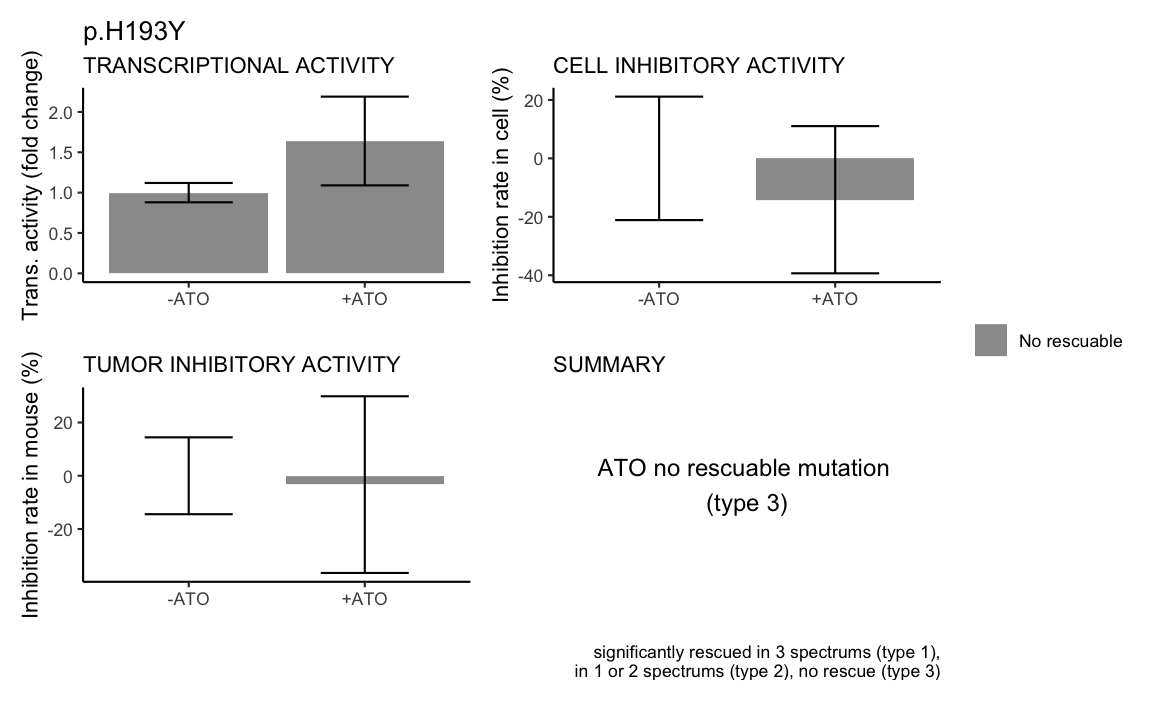 p.H193Y
TRANSCRIPTIONAL ACTIVITY
Trans. activity (fold change)
2.0
1.5
1.0
0.5
0.0
-ATO
+ATO
CELL INHIBITORY ACTIVITY
Inhibition rate in cell (%)
20
0
-20
-40
-ATO
+ATO
No rescuable
TUMOR INHIBITORY ACTIVITY
Inhibition rate in mouse (%)
20
0
-20
-ATO
+ATO
SUMMARY
ATO no rescuable mutation
(type 3)
significantly rescued in 3 spectrums (type 1),
in 1 or 2 spectrums (type 2), no rescue (type 3)